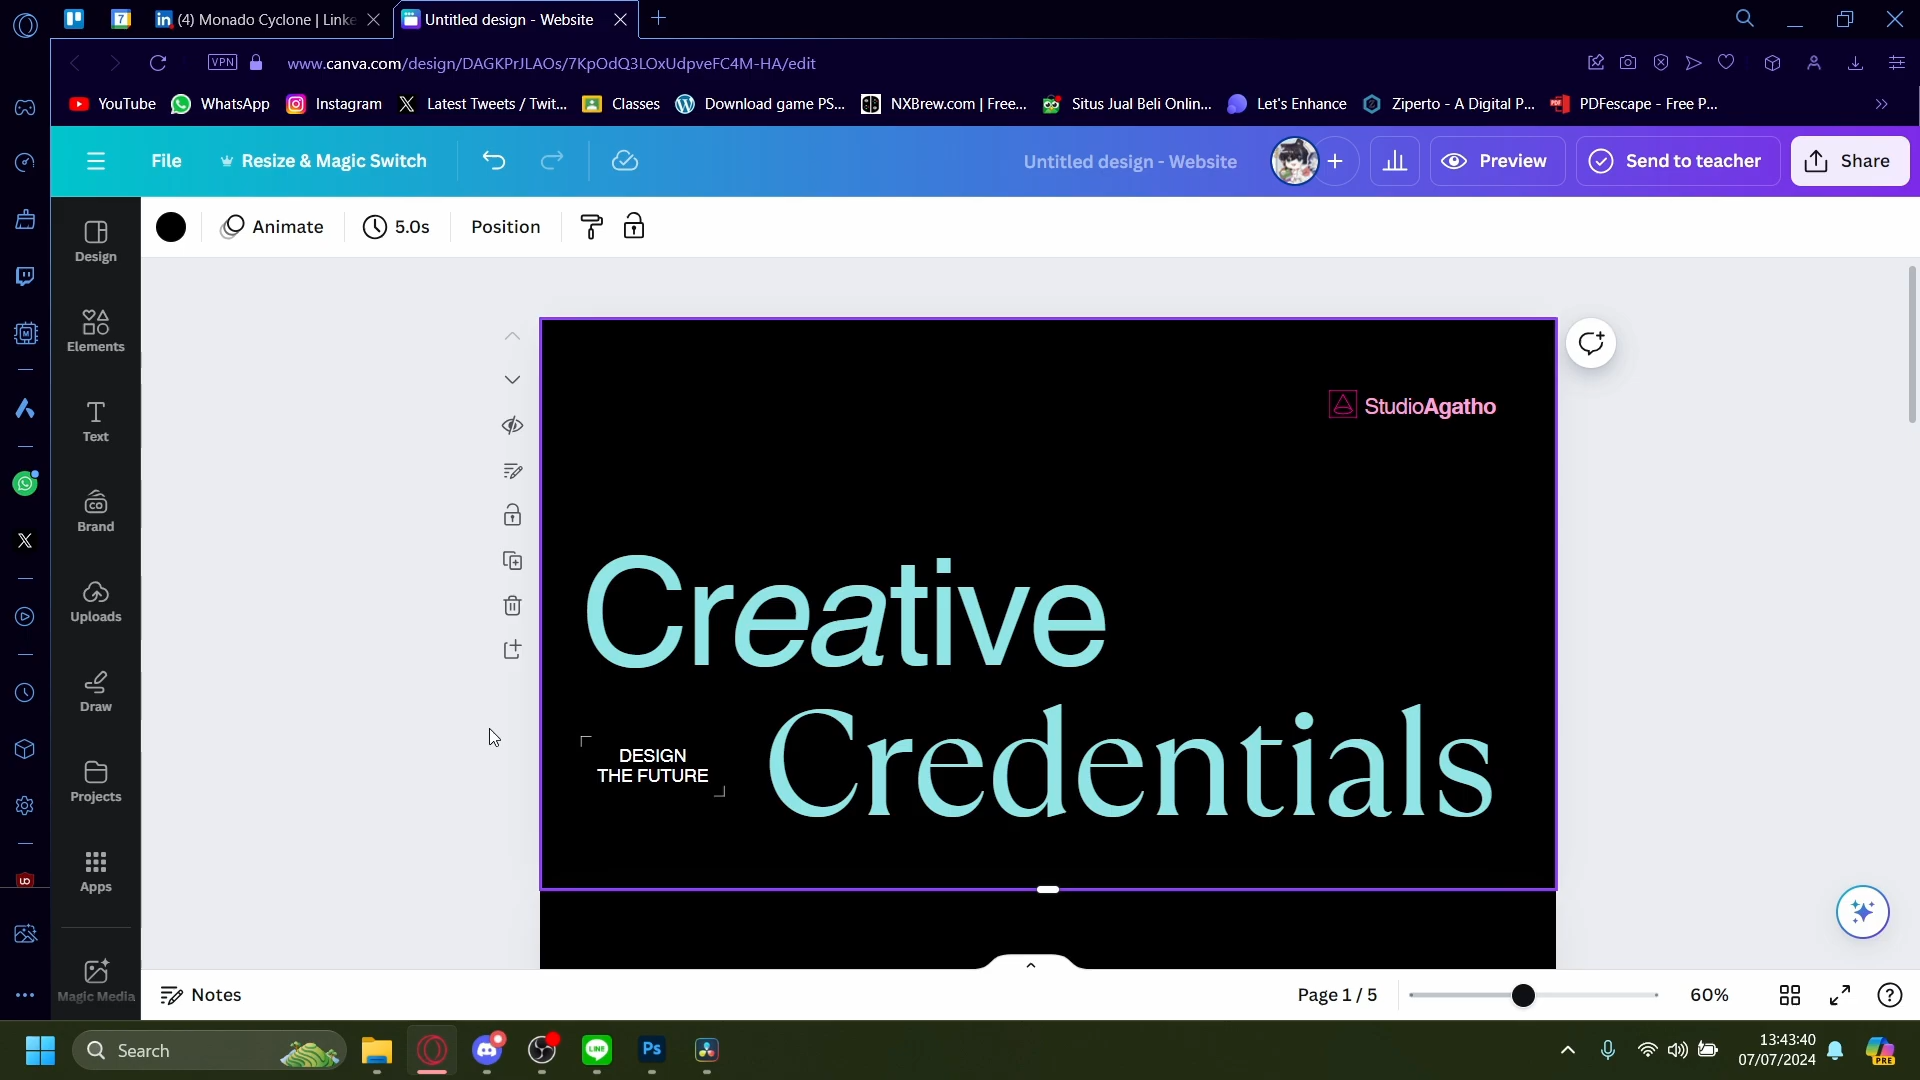 (4) Monado Cyclone | Linke
Untitled design - Website
VPN
www.canva.com/design/DAGKPrJLAOs/7KpOdQ3LOxUdpveFC4M-HA/edit
YouTube
WhatsApp
Instagram
Latest Tweets / Twit...
Classes
Download game PS...
NXBrew.com | Free...
Situs Jual Beli Onlin...
Let's Enhance
Ziperto - A Digital P...
PDFescape - Free P...
File
Resize & Magic Switch
Untitled design - Website
Preview
Send to teacher
Share
Animate
5.0s
Position
Design
Elements
Text
Brand
Uploads
Draw
Projects
Apps
Magic Media
StudioAgatho
Creative
Credentials
DESIGN
THE FUTURE
Notes
Page 1 / 5
60%
Search
LINE
Ps
13:43:40
07/07/2024
PRE